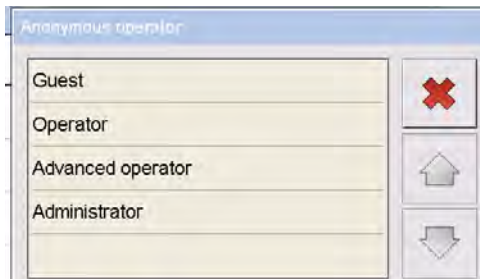 Anonymous operator
Guest
Operator
Advanced operator
Administrator